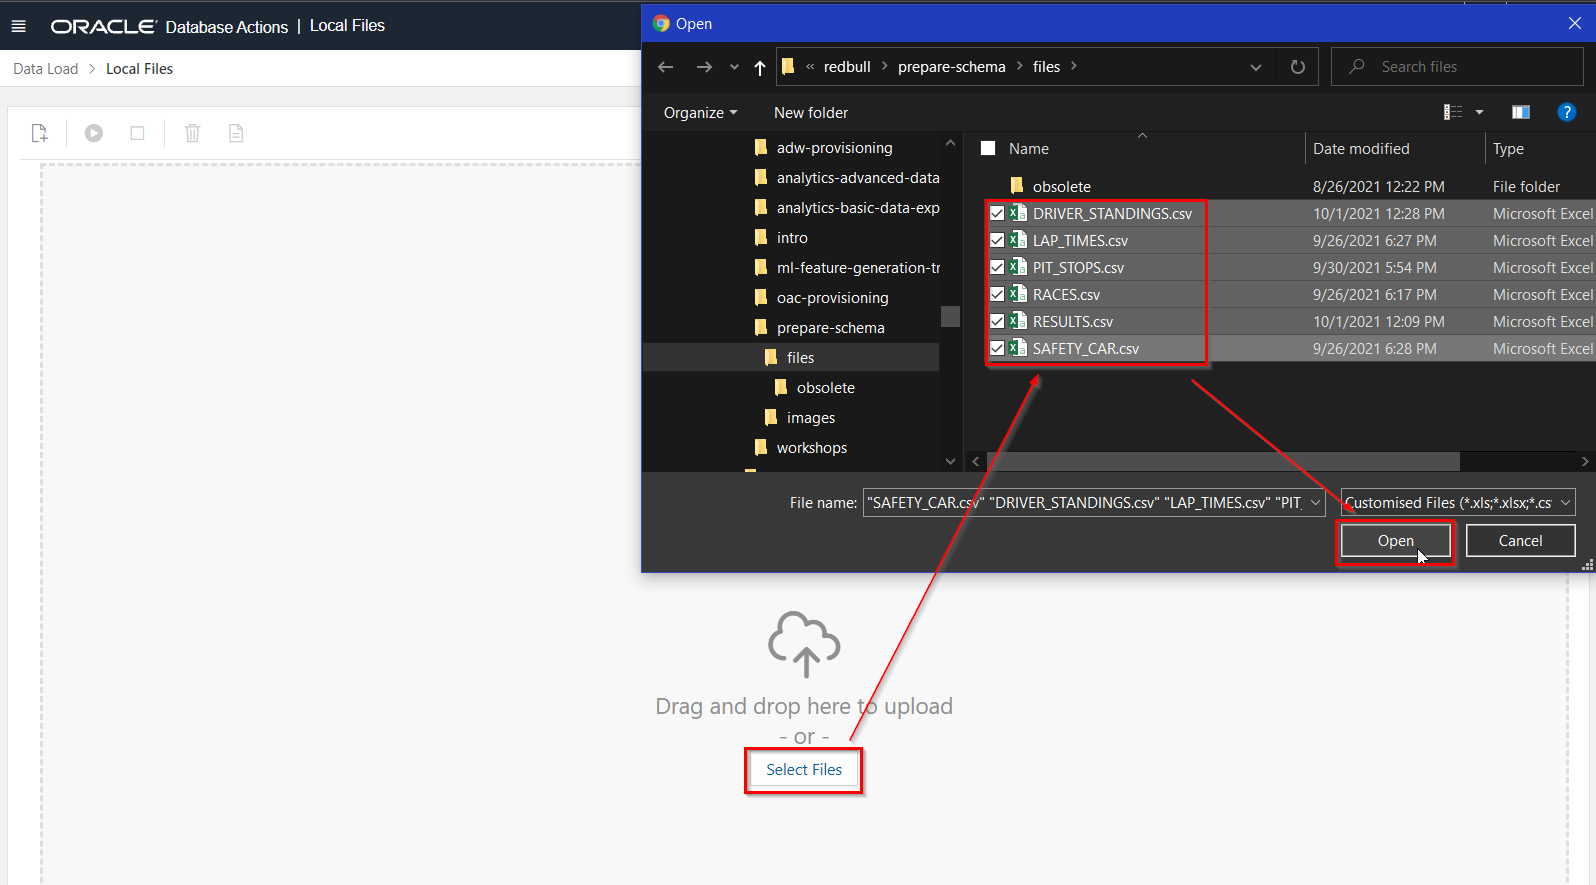 ORACLE Database Actions | Local Files
Data Load > Local Files
Open
« redbull > prepare-schema > files >
Search files
Organize
New folder
?
adw-provisioning
analytics-advanced-data
analytics-basic-data-exp
intro
ml-feature-generation-tr
oac-provisioning
prepare-schema
files
obsolete
images
workshops
Name Date modified Type
obsolete 8/26/2021 12:22 PM File folder
DRIVER_STANDINGS.csv 10/1/2021 12:28 PM Microsoft Excel
LAP_TIMES.csv 9/26/2021 6:27 PM Microsoft Excel
PIT_STOPS.csv 9/30/2021 5:54 PM Microsoft Excel
RACES.csv 9/26/2021 6:17 PM Microsoft Excel
RESULTS.csv 10/1/2021 12:09 PM Microsoft Excel
SAFETY_CAR.csv 9/26/2021 6:28 PM Microsoft Excel
File name: "SAFETY_CAR.csv" "DRIVER_STANDINGS.csv" "LAP_TIMES.csv" "PIT_
Customised Files (*.xls;*.xlsx;*.cs
Open
Cancel
Drag and drop here to upload
- or -
Select Files